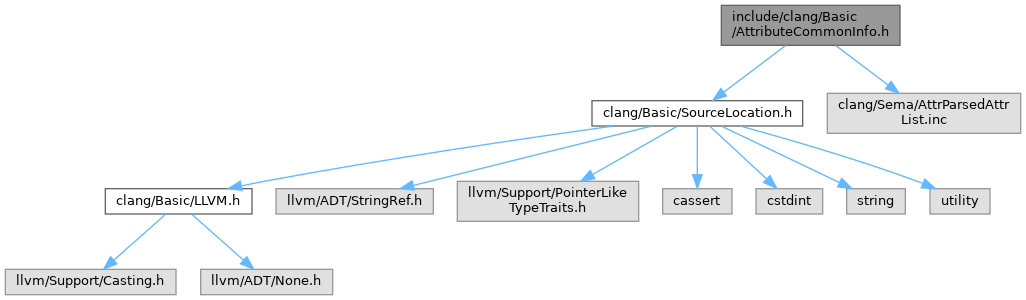 include/clang/Basic
/AttributeCommonInfo.h
clang/Basic/SourceLocation.h
clang/Sema/AttrParsedAttr
List.inc
clang/Basic/LLVM.h
llvm/ADT/StringRef.h
llvm/Support/PointerLike
TypeTraits.h
cassert
cstdint
string
utility
llvm/Support/Casting.h
llvm/ADT/None.h